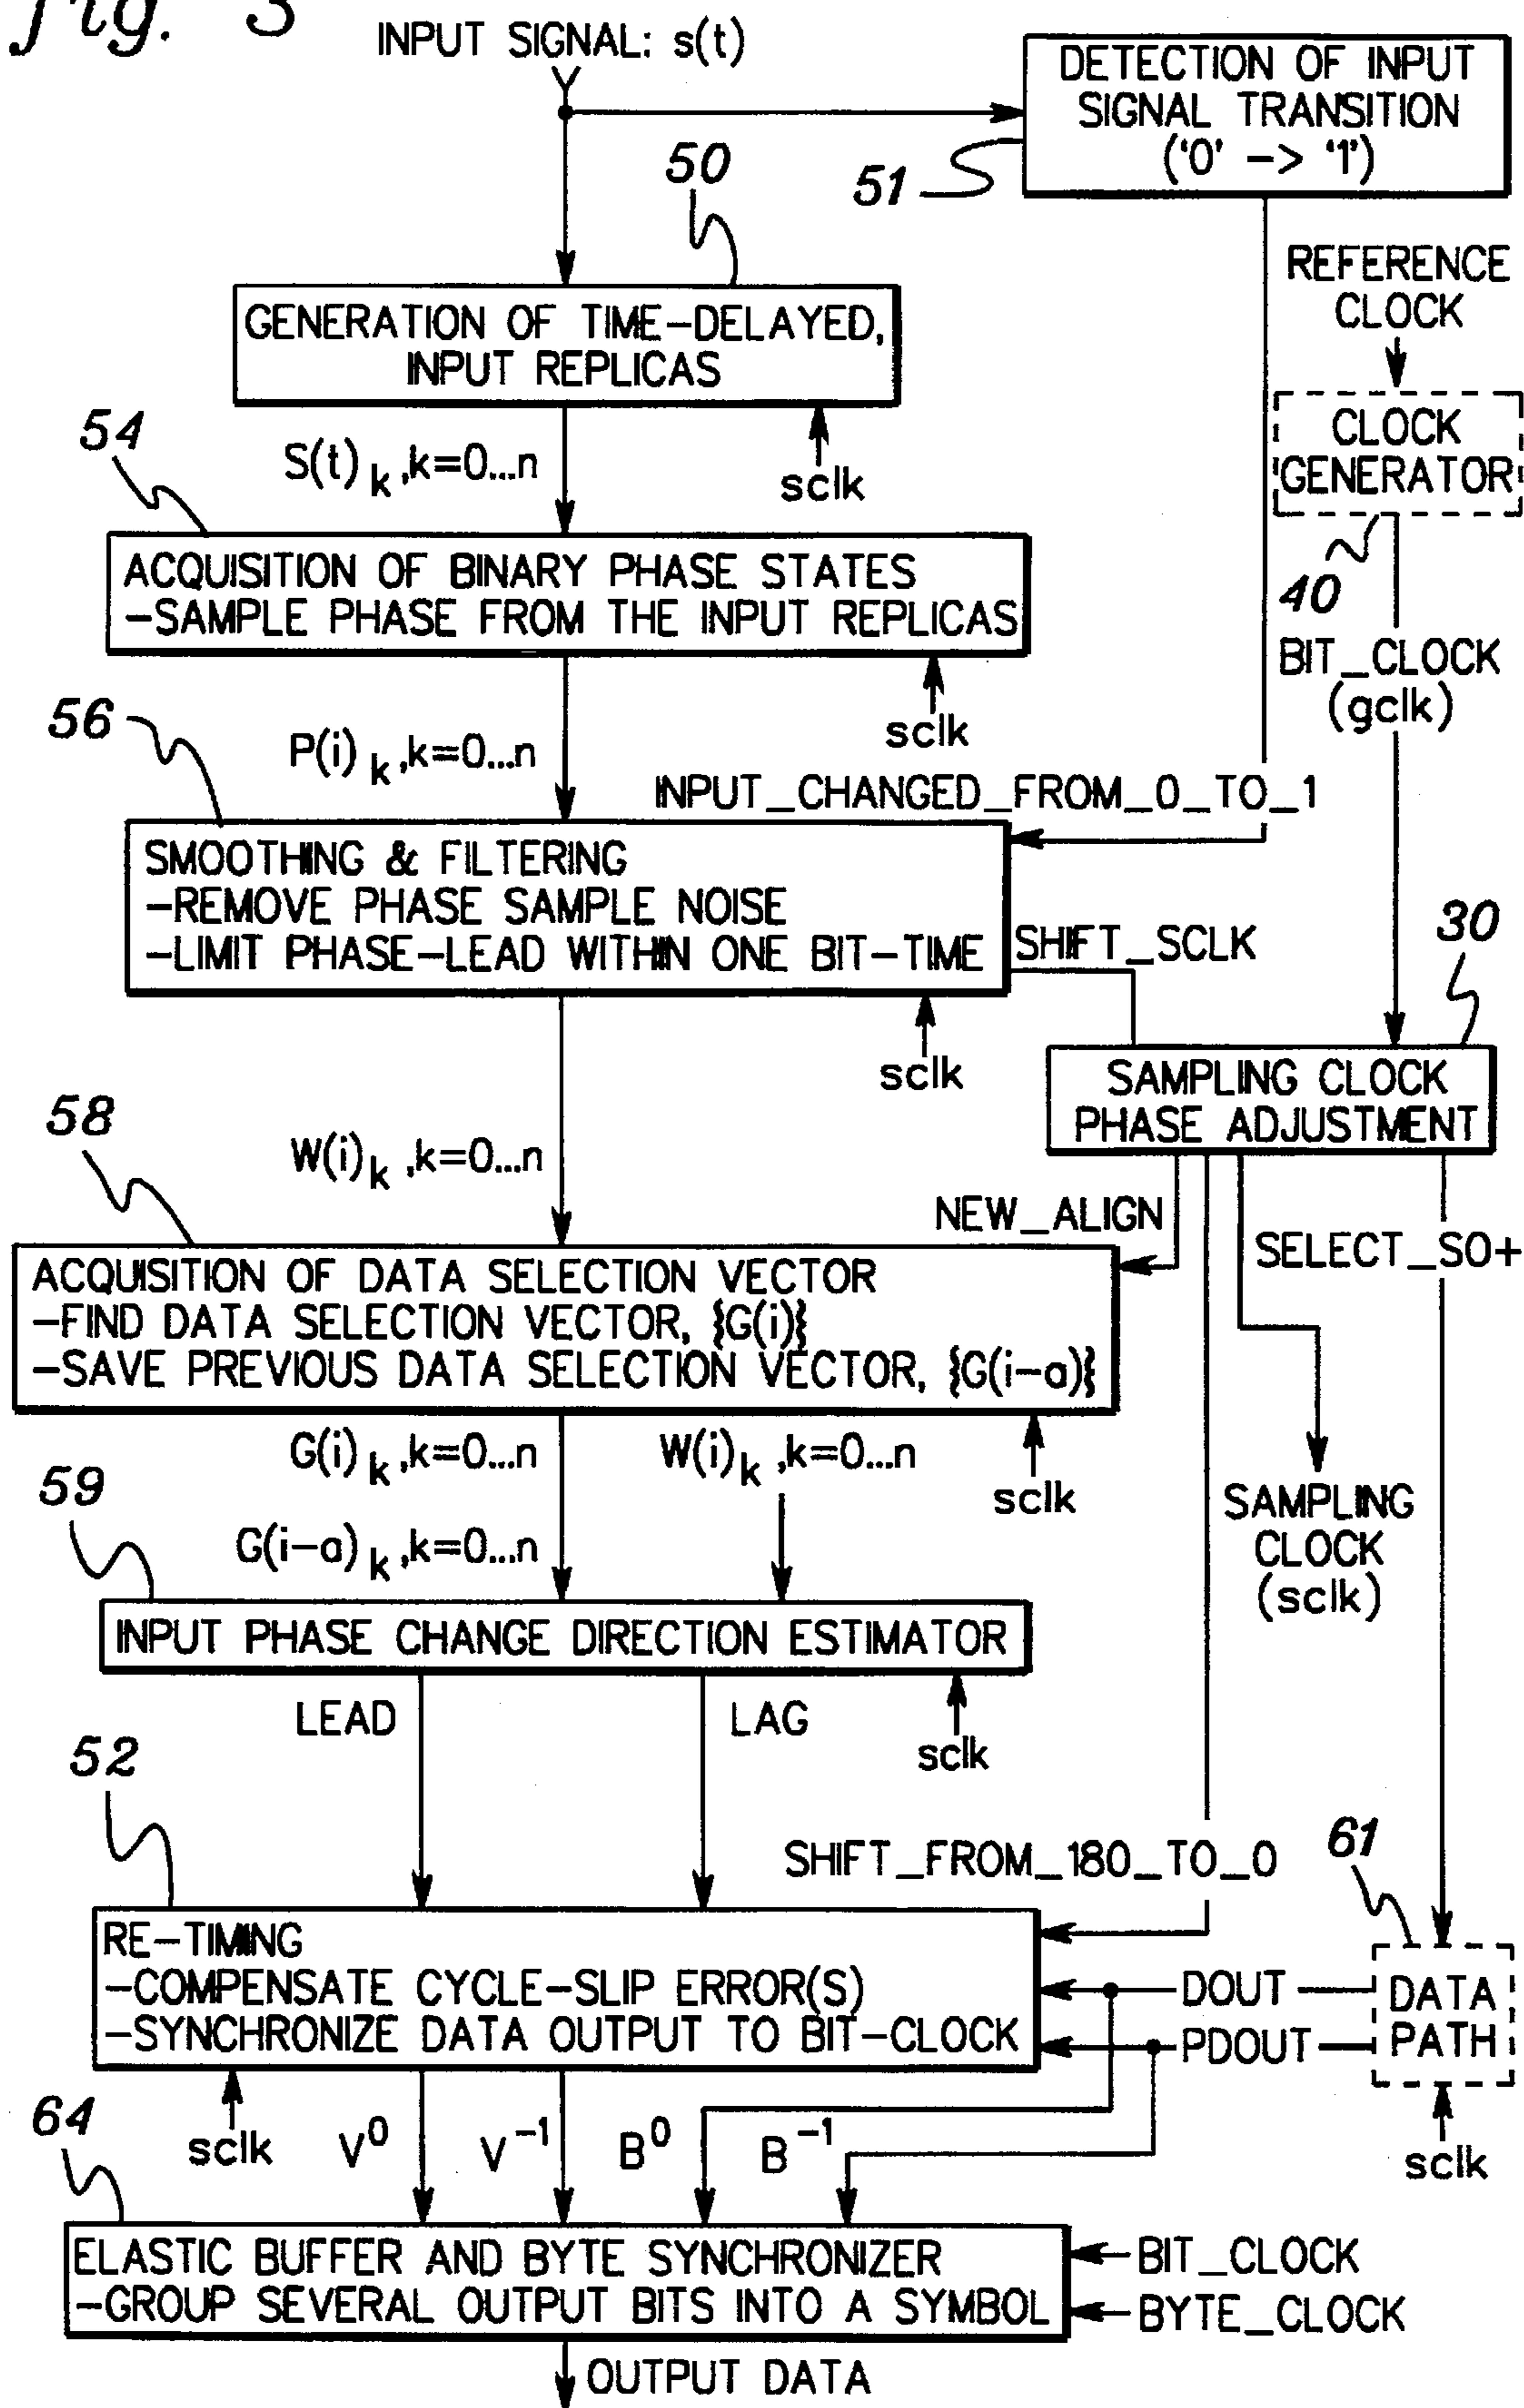 fig. 3
INPUT SIGNAL: s(t)
DETECTION OF INPUT
SIGNAL TRANSITION
('0' -> '1')
51
50
GENERATION OF TIME-DELAYED,
INPUT REPLICAS
REFERENCE
CLOCK
CLOCK
GENERATOR
40
54
S(t)k ,k=0...n
sclk
ACQUISITION OF BINARY PHASE STATES
-SAMPLE PHASE FROM THE INPUT REPLICAS
BIT_CLOCK
(gclk)
56
P(i)k ,k=0...n
sclk
INPUT_CHANGED_FROM_0_TO_1
SMOOTHING & FILTERING
-REMOVE PHASE SAMPLE NOISE
-LIMIT PHASE-LEAD WITHIN ONE BIT-TIME
SHIFT_SCLK
30
sclk
SAMPLING CLOCK
PHASE ADJUSTMENT
58
W(i)k ,k=0...n
NEW_ALIGN
SELECT_SO+
ACQUISITION OF DATA SELECTION VECTOR
-FIND DATA SELECTION VECTOR, {G(i)}
-SAVE PREVIOUS DATA SELECTION VECTOR, {G(i-a)}
59
G(i)k ,k=0...n
W(i)k ,k=0...n
sclk
G(i-a)k ,k=0...n
SAMPLING
CLOCK
(sclk)
INPUT PHASE CHANGE DIRECTION ESTIMATOR
LEAD
LAG
sclk
52
SHIFT_FROM_180_TO_0
61
RE-TIMING
-COMPENSATE CYCLE-SLIP ERROR(S)
-SYNCHRONIZE DATA OUTPUT TO BIT-CLOCK
DOUT
PDOUT
DATA
PATH
64
sclk
V^0
V^-1
B^0
B^-1
sclk
ELASTIC BUFFER AND BYTE SYNCHRONIZER
-GROUP SEVERAL OUTPUT BITS INTO A SYMBOL
BIT_CLOCK
BYTE_CLOCK
OUTPUT DATA